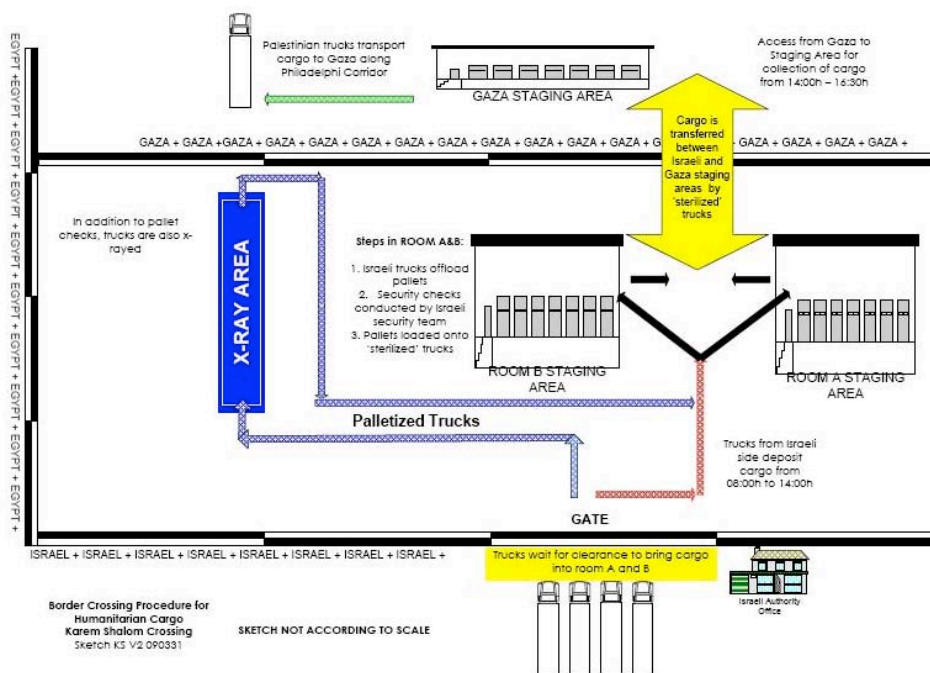 Palestinian trucks transport
cargo to Gaza along
Philadelphi Corridor
GAZA STAGING AREA
Access from Gaza to
Staging Area for
collection of cargo
from 14:00h – 16:30h
Cargo is
transferred
between
Israeli and
Gaza staging
areas by
'sterilized'
trucks
GAZA + GAZA +GAZA + GAZA + GAZA + GAZA + GAZA + GAZA + GAZA + GAZA + GAZA + GAZA + GAZA
+ GAZA + GAZA + GAZA + GAZA +
EGYPT +EGYPT + EGYPT + EGYPT + EGYPT + EGYPT + EGYPT + EGYPT + EGYPT + EGYPT + EGYPT +
In addition to pallet
checks, trucks are also x-
rayed
X-RAY AREA
Steps in ROOM A&B:
1. Israeli trucks offload
pallets
2. Security checks
conducted by Israeli
security team
3. Pallets loaded onto
'sterilized' trucks
ROOM B STAGING
AREA
ROOM A STAGING
AREA
Palletized Trucks
Trucks from Israeli
side deposit
cargo from
08:00h to 14:00h
GATE
ISRAEL + ISRAEL + ISRAEL + ISRAEL + ISRAEL + ISRAEL + ISRAEL + ISRAEL +
Trucks wait for clearance to bring cargo
into room A and B
Israeli Authority
Office
Border Crossing Procedure for
Humanitarian Cargo
Karem Shalom Crossing
Sketch KS V2 090331
SKETCH NOT ACCORDING TO SCALE